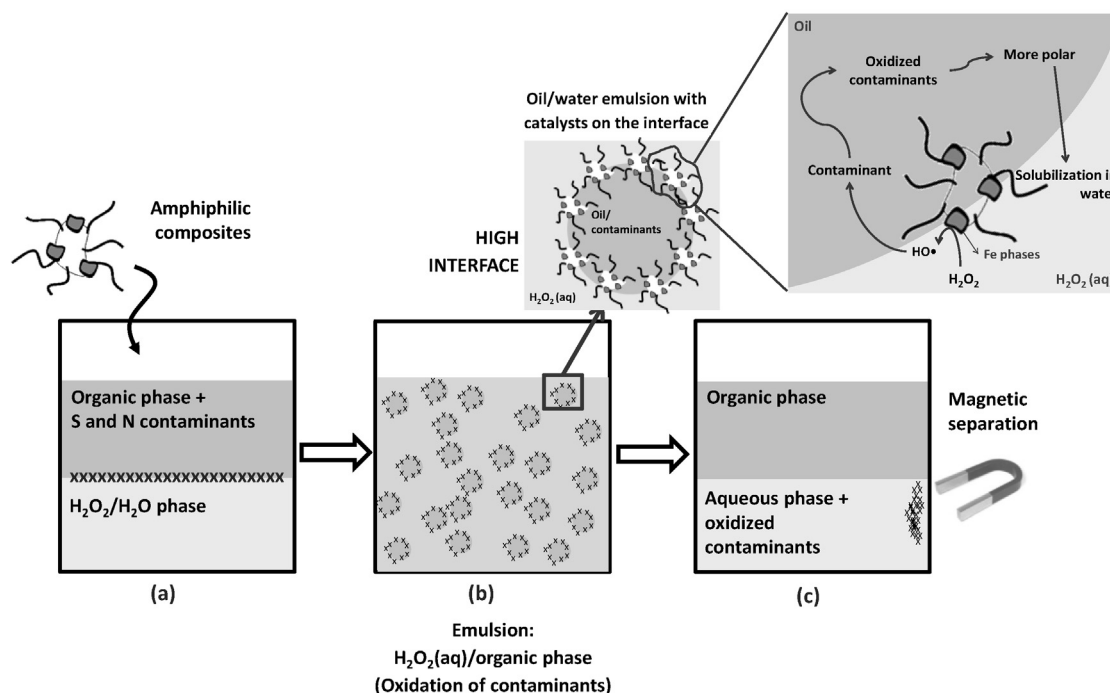 Amphiphilic
composites
Organic phase +
S and N contaminants
XXXXXXXXXXXXXXXXXXXXXXX
H₂O₂/H₂O phase
(a)
Oil/water emulsion with
catalysts on the interface
HIGH
INTERFACE
Oil/
contaminants
H₂O₂ (aq)
(b)
Emulsion:
H₂O₂(aq)/organic phase
(Oxidation of contaminants)
Oil
Oxidized
contaminants
More polar
Contaminant
Solubilization i
water
HO•
Fe phases
H₂O₂
H₂O₂ (aq
Organic phase
Aqueous phase +
oxidized
contaminants
(c)
Magnetic
separation